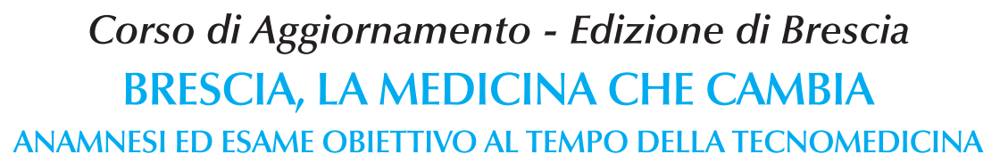 Corso di Aggiornamento - Edizione di Brescia
BRESCIA, LA MEDICINA CHE CAMBIA
ANAMNESI ED ESAME OBIETTIVO AL TEMPO DELLA TECNOMEDICINA